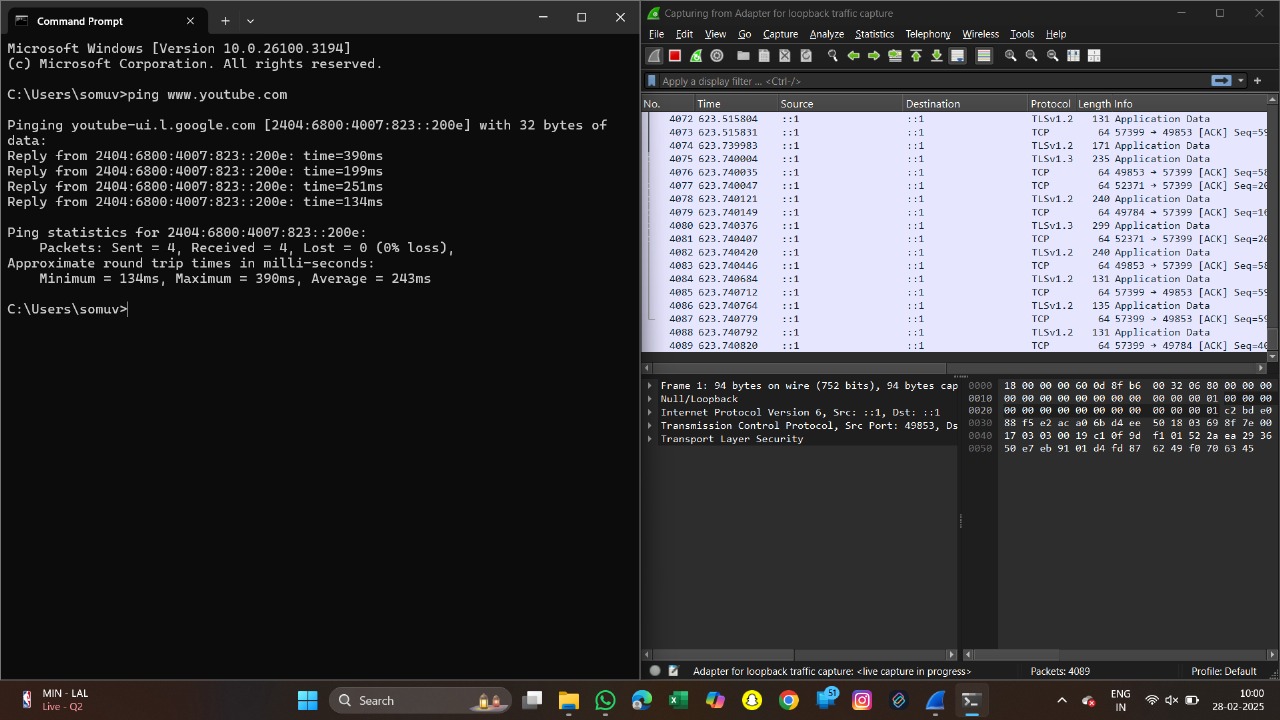 Command Prompt
Microsoft Windows [Version 10.0.26100.3194]
(c) Microsoft Corporation. All rights reserved.
C:\Users\somuv>ping www.youtube.com
Pinging youtube-ui.l.google.com [2404:6800:4007:823::200e] with 32 bytes of
data:
Reply from 2404:6800:4007:823::200e: time=390ms
Reply from 2404:6800:4007:823::200e: time=199ms
Reply from 2404:6800:4007:823::200e: time=251ms
Reply from 2404:6800:4007:823::200e: time=134ms
Ping statistics for 2404:6800:4007:823::200e:
Packets: Sent = 4, Received = 4, Lost = 0 (0% loss),
Approximate round trip times in milli-seconds:
Minimum = 134ms, Maximum = 390ms, Average = 243ms
C:\Users\somuv>
Capturing from Adapter for loopback traffic capture
File Edit View Go Capture Analyze Statistics Telephony Wireless Tools Help
Apply a display filter ... <Ctrl-/>
No. Time Source Destination Protocol Length Info
4072 623.515804 ::1 ::1 TLSv1.2 131 Application Data
4073 623.515831 ::1 ::1 TCP 64 57399 → 49853 [ACK] Seq=59
4074 623.739983 ::1 ::1 TLSv1.2 171 Application Data
4075 623.740004 ::1 ::1 TLSv1.3 235 Application Data
4076 623.740035 ::1 ::1 TCP 64 49853 → 57399 [ACK] Seq=58
4077 623.740047 ::1 ::1 TCP 64 52371 → 57399 [ACK] Seq=20
4078 623.740121 ::1 ::1 TLSv1.2 240 Application Data
4079 623.740149 ::1 ::1 TCP 64 49784 → 57399 [ACK] Seq=16
4080 623.740376 ::1 ::1 TLSv1.3 299 Application Data
4081 623.740407 ::1 ::1 TCP 64 52371 → 57399 [ACK] Seq=20
4082 623.740420 ::1 ::1 TLSv1.2 240 Application Data
4083 623.740446 ::1 ::1 TCP 64 49853 → 57399 [ACK] Seq=58
4084 623.740684 ::1 ::1 TLSv1.2 131 Application Data
4085 623.740712 ::1 ::1 TCP 64 57399 → 49853 [ACK] Seq=59
4086 623.740764 ::1 ::1 TLSv1.2 135 Application Data
4087 623.740779 ::1 ::1 TCP 64 57399 → 49853 [ACK] Seq=59
4088 623.740792 ::1 ::1 TLSv1.2 131 Application Data
4089 623.740820 ::1 ::1 TCP 64 57399 → 49784 [ACK] Seq=40
Frame 1: 94 bytes on wire (752 bits), 94 bytes cap
Null/Loopback
Internet Protocol Version 6, Src: ::1, Dst: ::1
Transmission Control Protocol, Src Port: 49853, Ds
Transport Layer Security
0000 18 00 00 00 60 0d 8f b6 00 32 06 80 00 00 00
0010 00 00 00 00 00 00 00 00 00 00 00 01 00 00 00
0020 00 00 00 00 00 00 00 00 00 00 00 01 c2 bd e0
0030 88 f5 e2 ac a0 6b d4 ee 50 18 03 69 8f 7e 00
0040 17 03 03 00 19 c1 0f 9d f1 01 52 2a ea 29 36
0050 50 e7 eb 91 01 d4 fd 87 62 49 f0 70 63 45
Adapter for loopback traffic capture: <live capture in progress> Packets: 4089 Profile: Default
MIN - LAL
Live - Q2
Search
51
ENG
IN
10:00
28-02-2025